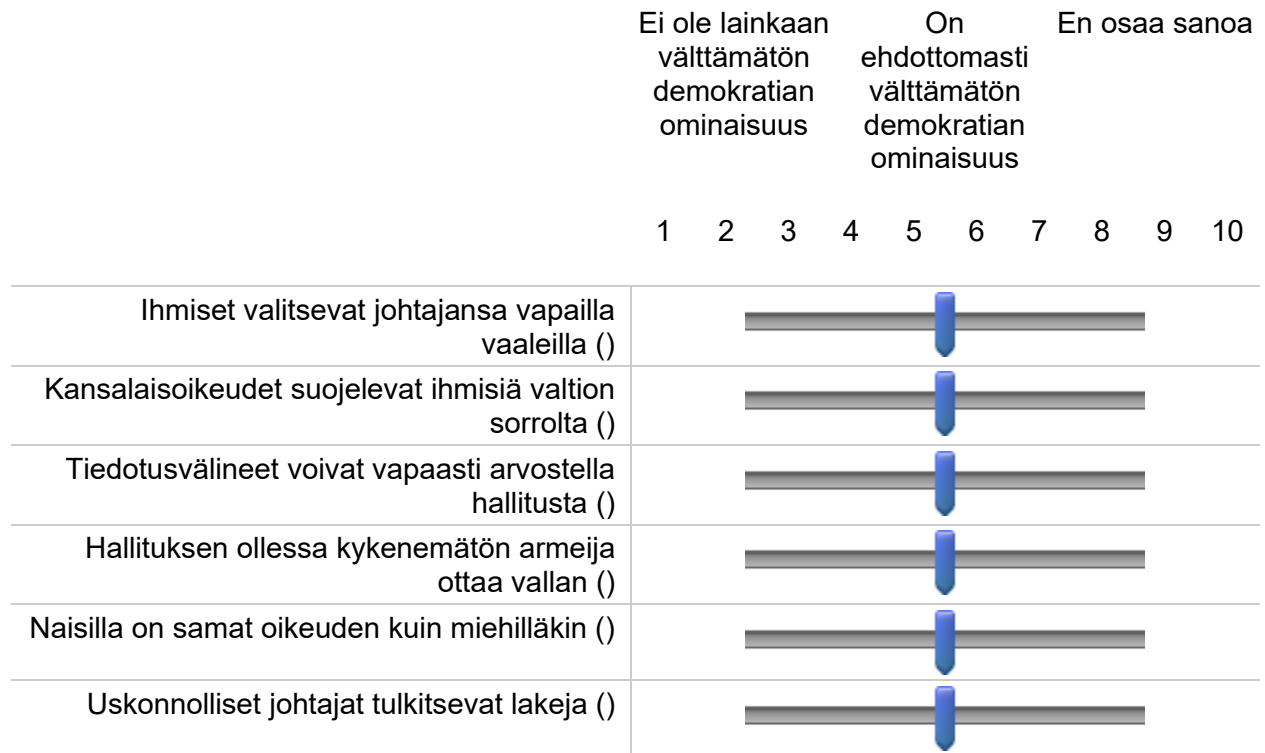 Ei ole lainkaan välttämätön demokratian ominaisuus
On ehdottomasti välttämätön demokratian ominaisuus
En osaa sanoa
1 2 3 4 5 6 7 8 9 10
Ihmiset valitsevat johtajansa vapailla
vaaleilla ()
Kansalaisoikeudet suojelevat ihmisiä valtion
sorrolta ()
Tiedotusvälineet voivat vapaasti arvostella
hallitusta ()
Hallituksen ollessa kykenemätön armeija
ottaa vallan ()
Naisilla on samat oikeuden kuin miehilläkin ()
Uskonnolliset johtajat tulkitsevat lakeja ()